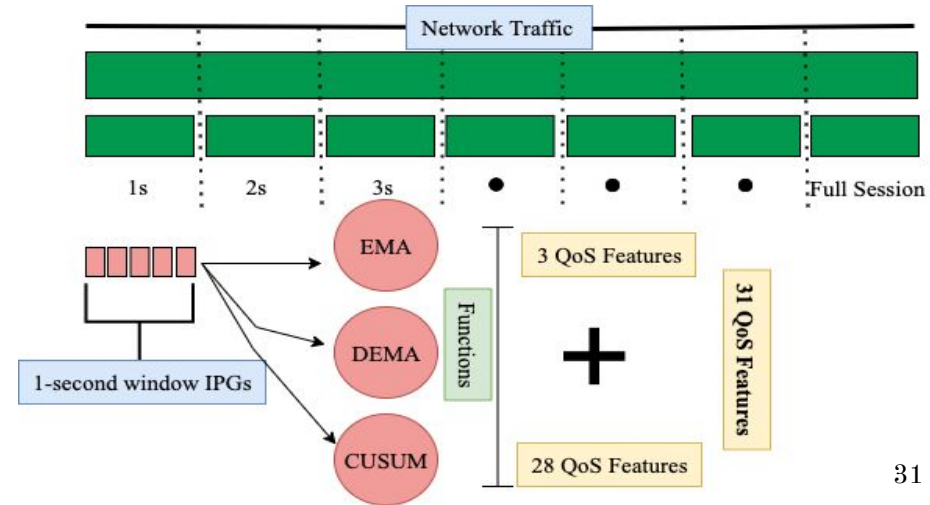 Network Traffic
1s
2s
3s
Full Session
EMA
3 QoS Features
Functions
31 QoS Features
DEMA
1-second window IPGs
CUSUM
28 QoS Features
31